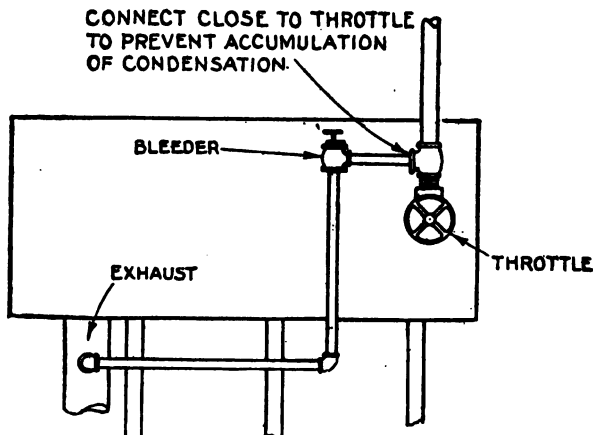 CONNECT CLOSE TO THROTTLE
TO PREVENT ACCUMULATION
OF CONDENSATION.
BLEEDER
THROTTLE
EXHAUST